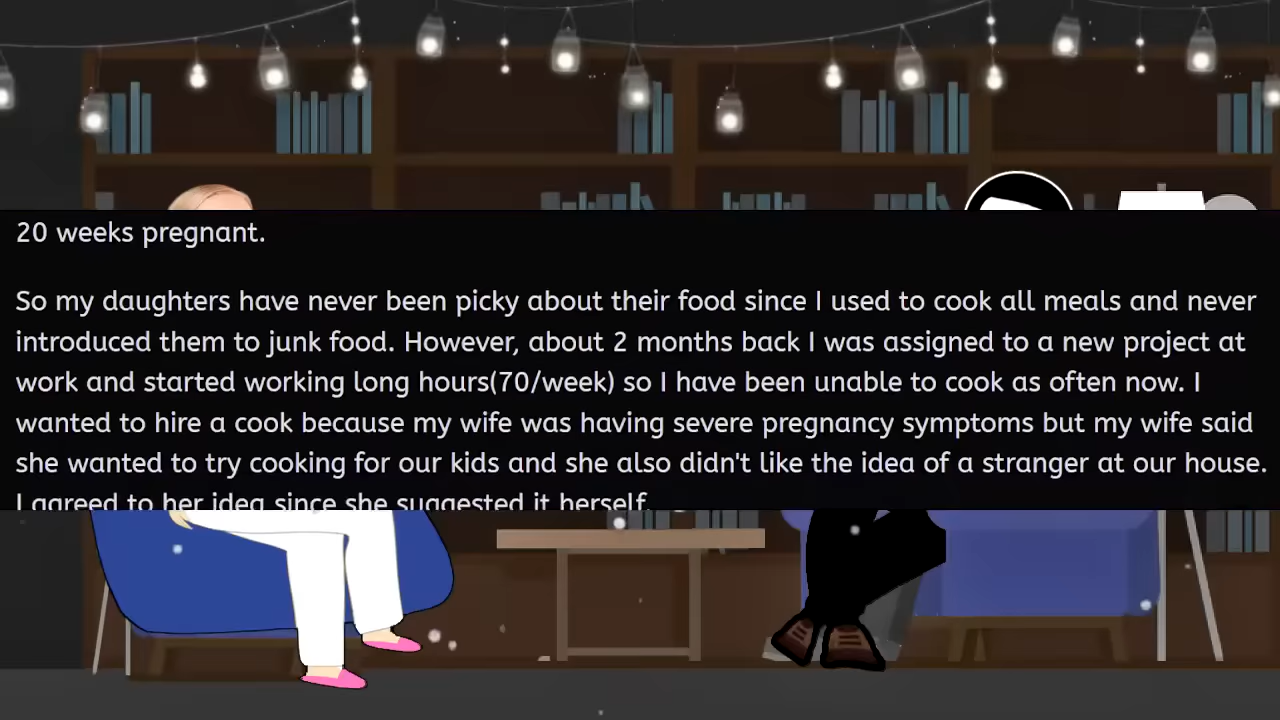 20 weeks pregnant.
So my daughters have never been picky about their food since I used to cook all meals and never
introduced them to junk food. However, about 2 months back I was assigned to a new project at
work and started working long hours(70/week) so I have been unable to cook as often now. I
wanted to hire a cook because my wife was having severe pregnancy symptoms but my wife said
she wanted to try cooking for our kids and she also didn't like the idea of a stranger at our house.
I agreed to her idea since she suggested it herself.